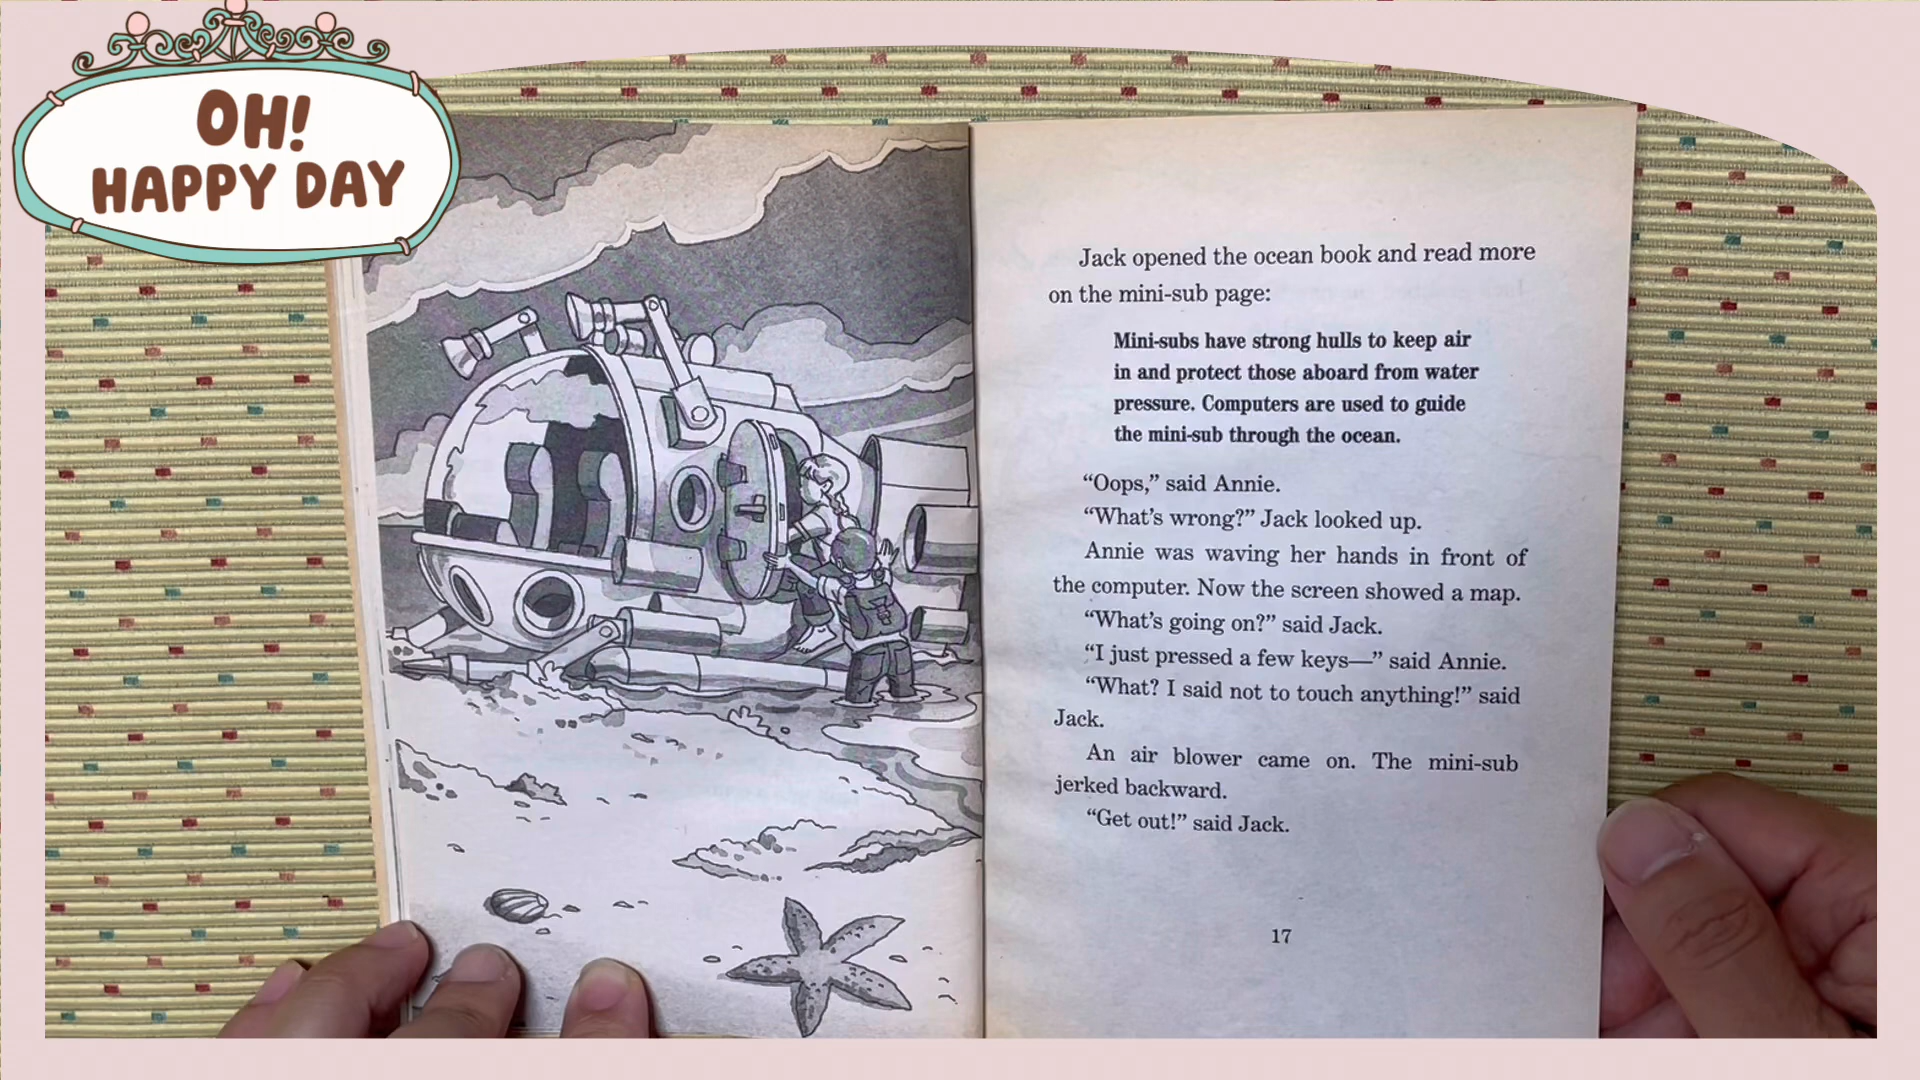 OH!
HAPPY DAY
Jack opened the ocean book and read more
on the mini-sub page:
Mini-subs have strong hulls to keep air
in and protect those aboard from water
pressure. Computers are used to guide
the mini-sub through the ocean.
“Oops,” said Annie.
“What’s wrong?” Jack looked up.
Annie was waving her hands in front of
the computer. Now the screen showed a map.
“What’s going on?” said Jack.
“I just pressed a few keys—” said Annie.
“What? I said not to touch anything!” said
Jack.
An air blower came on. The mini-sub
jerked backward.
“Get out!” said Jack.
17